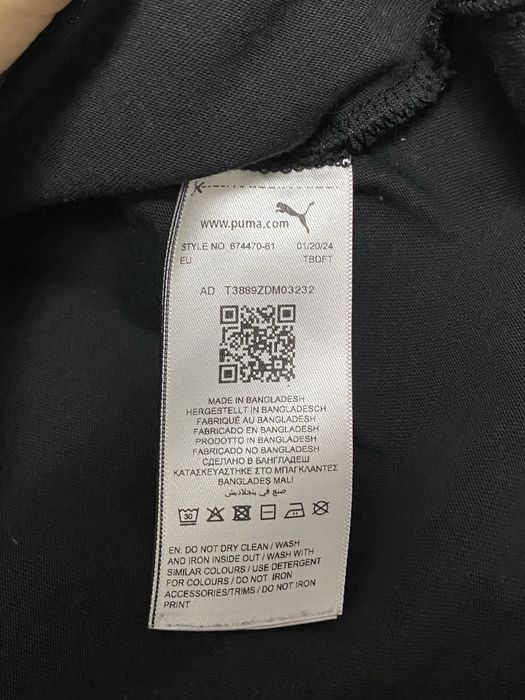 www.puma.com
STYLE NO. 674470-61 01/20/24
EU TBDFT
AD T3889ZDM03232
MADE IN BANGLADESH
HERGESTELLT IN BANGLADESCH
FABRIQUÉ AU BANGLADESH
FABRICADO EN BANGLADESH
PRODOTTO IN BANGLADESH
FABRICADO NO BANGLADESH
СДЕЛАНО В БАНГЛАДЕШ
ΚΑΤΑΣΚΕΥΑΣΤΗΚΕ ΣΤΟ ΜΠΑΓΚΛΑΝΤΕΣ
BANGLADES MALI
صنع في بنجلاديش
30
EN: DO NOT DRY CLEAN / WASH
AND IRON INSIDE OUT / WASH WITH
SIMILAR COLOURS / USE DETERGENT
FOR COLOURS / DO NOT IRON
ACCESSORIES/TRIMS / DO NOT IRON
PRINT